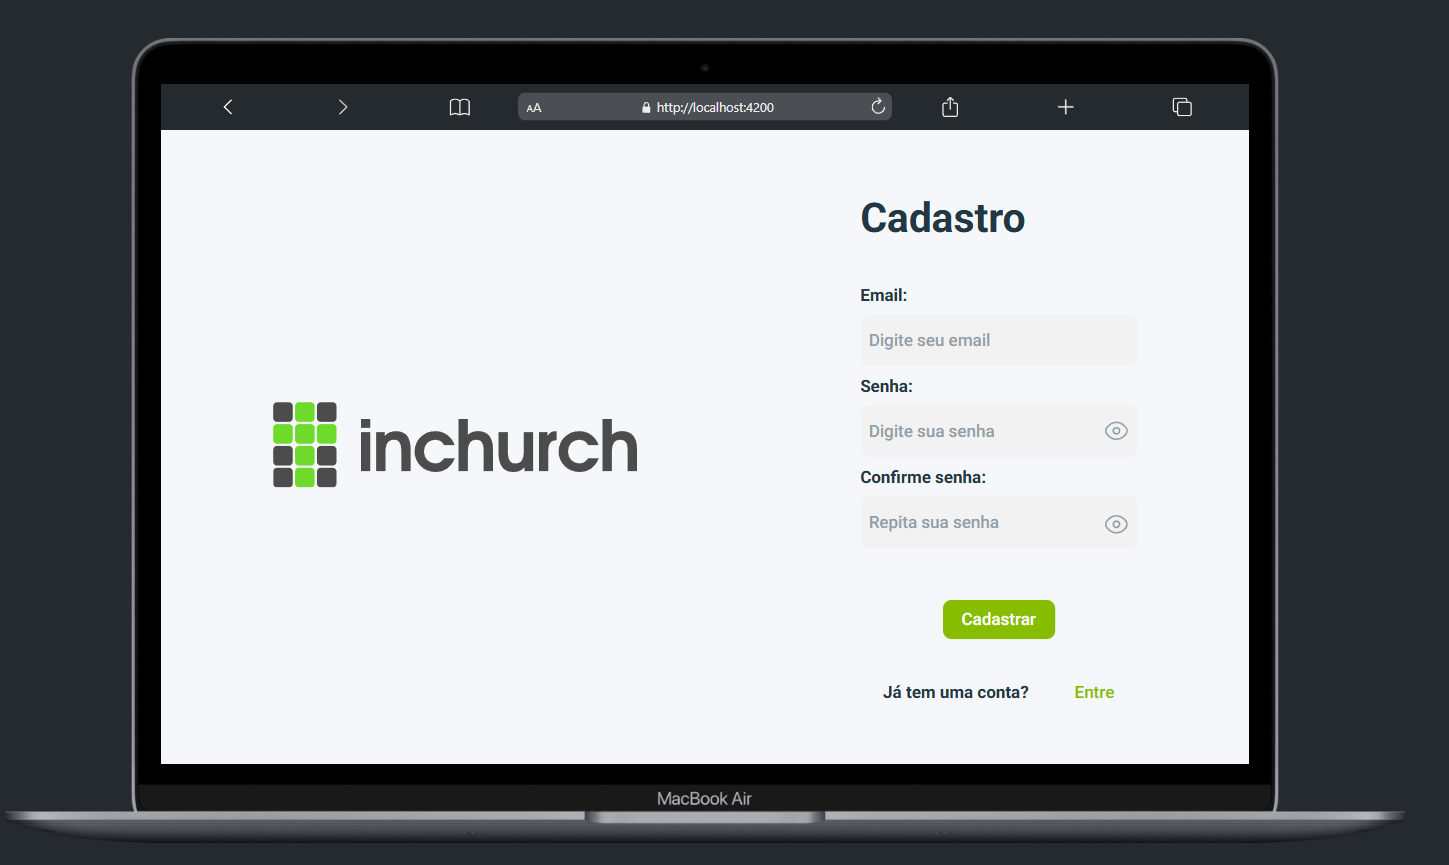 AA
http://localhost:4200
inchurch
Cadastro
Email:
Digite seu email
Senha:
Digite sua senha
Confirme senha:
Repita sua senha
Cadastrar
Já tem uma conta? Entre
MacBook Air